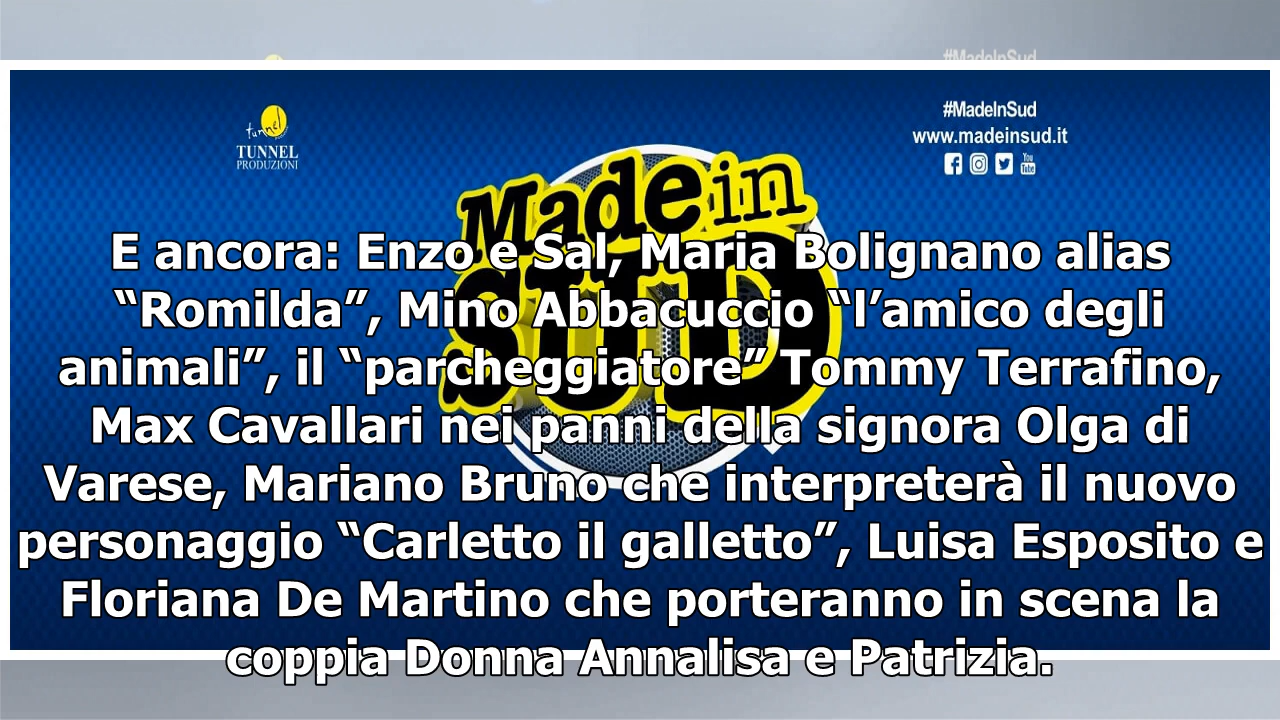 #MadeInSud
#MadeInSud
www.madeinsud.it
You
Tube
tunnel
TUNNEL
PRODUZIONI
Made in
SUD
E ancora: Enzo e Sal, Maria Bolignano alias
“Romilda”, Mino Abbacuccio “l’amico degli
animali”, il “parcheggiatore” Tommy Terrafino,
Max Cavallari nei panni della signora Olga di
Varese, Mariano Bruno che interpreterà il nuovo
personaggio “Carletto il galletto”, Luisa Esposito e
Floriana De Martino che porteranno in scena la
coppia Donna Annalisa e Patrizia.